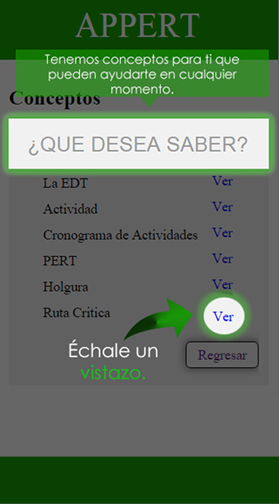 APPERT
Tenemos conceptos para ti que
pueden ayudarte en cualquier
momento.
Conceptos
¿QUE DESEA SABER?
La EDT Ver
Actividad Ver
Cronograma de Actividades Ver
PERT Ver
Holgura Ver
Ruta Critica Ver
Échale un
vistazo.
Regresar